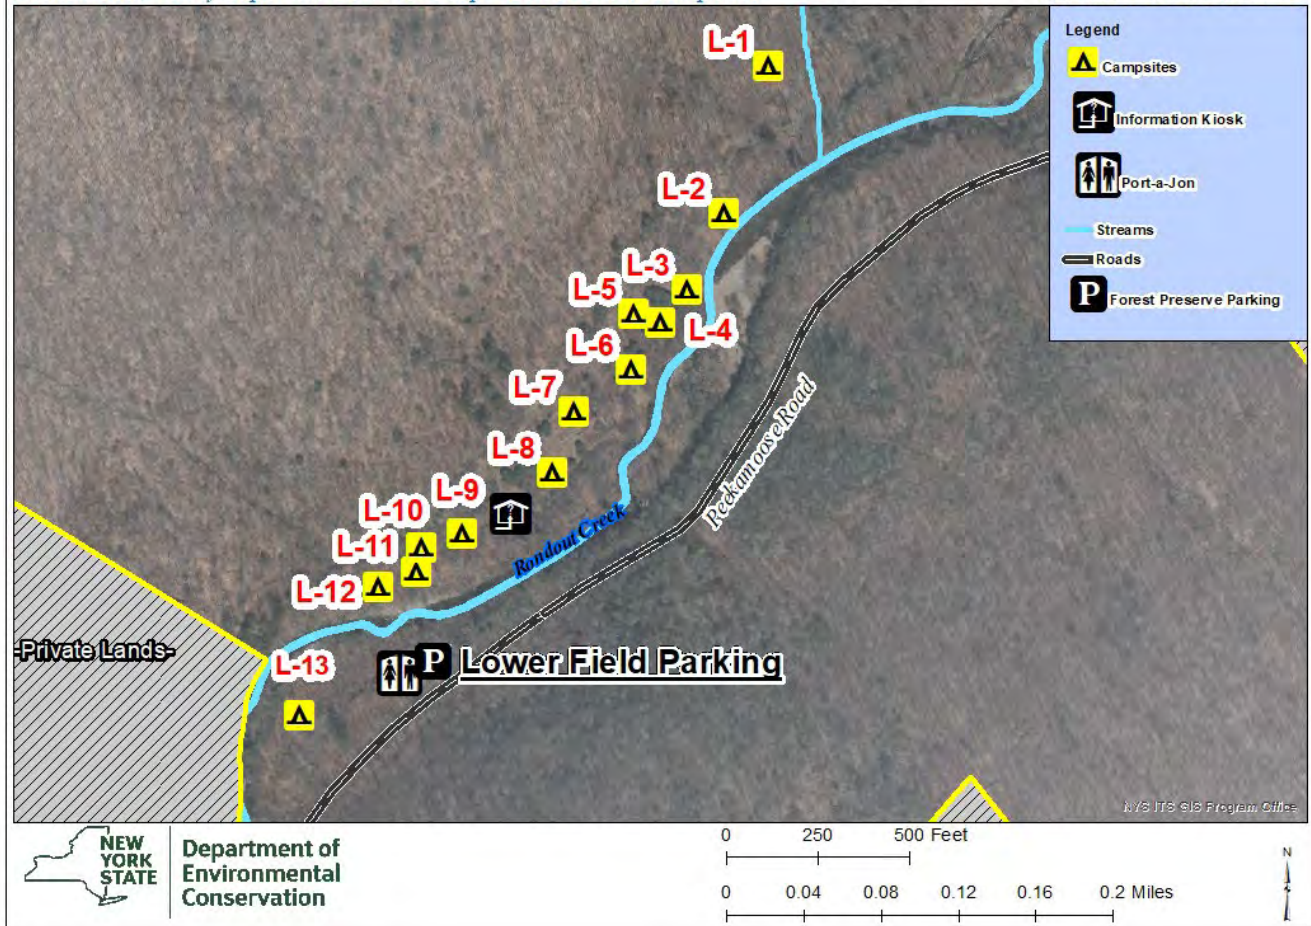 L-1
L-2
L-3
L-5
L-4
L-6
L-7
L-8
L-9
L-10
L-11
L-12
L-13
Peekamoose Road
Rondout Creek
-Private Lands-
P
Lower Field Parking
Legend
Campsites
Information Kiosk
Port-a-Jon
Streams
Roads
P Forest Preserve Parking
NYS ITS GIS Program Office
NEW
YORK
STATE
Department of
Environmental
Conservation
0 250 500 Feet
0 0.04 0.08 0.12 0.16 0.2 Miles
N